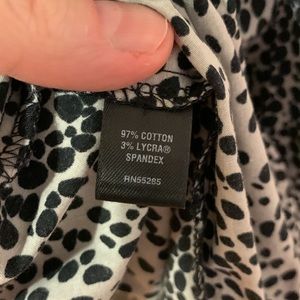 97% COTTON
3% LYCRA®
SPANDEX
RN55285